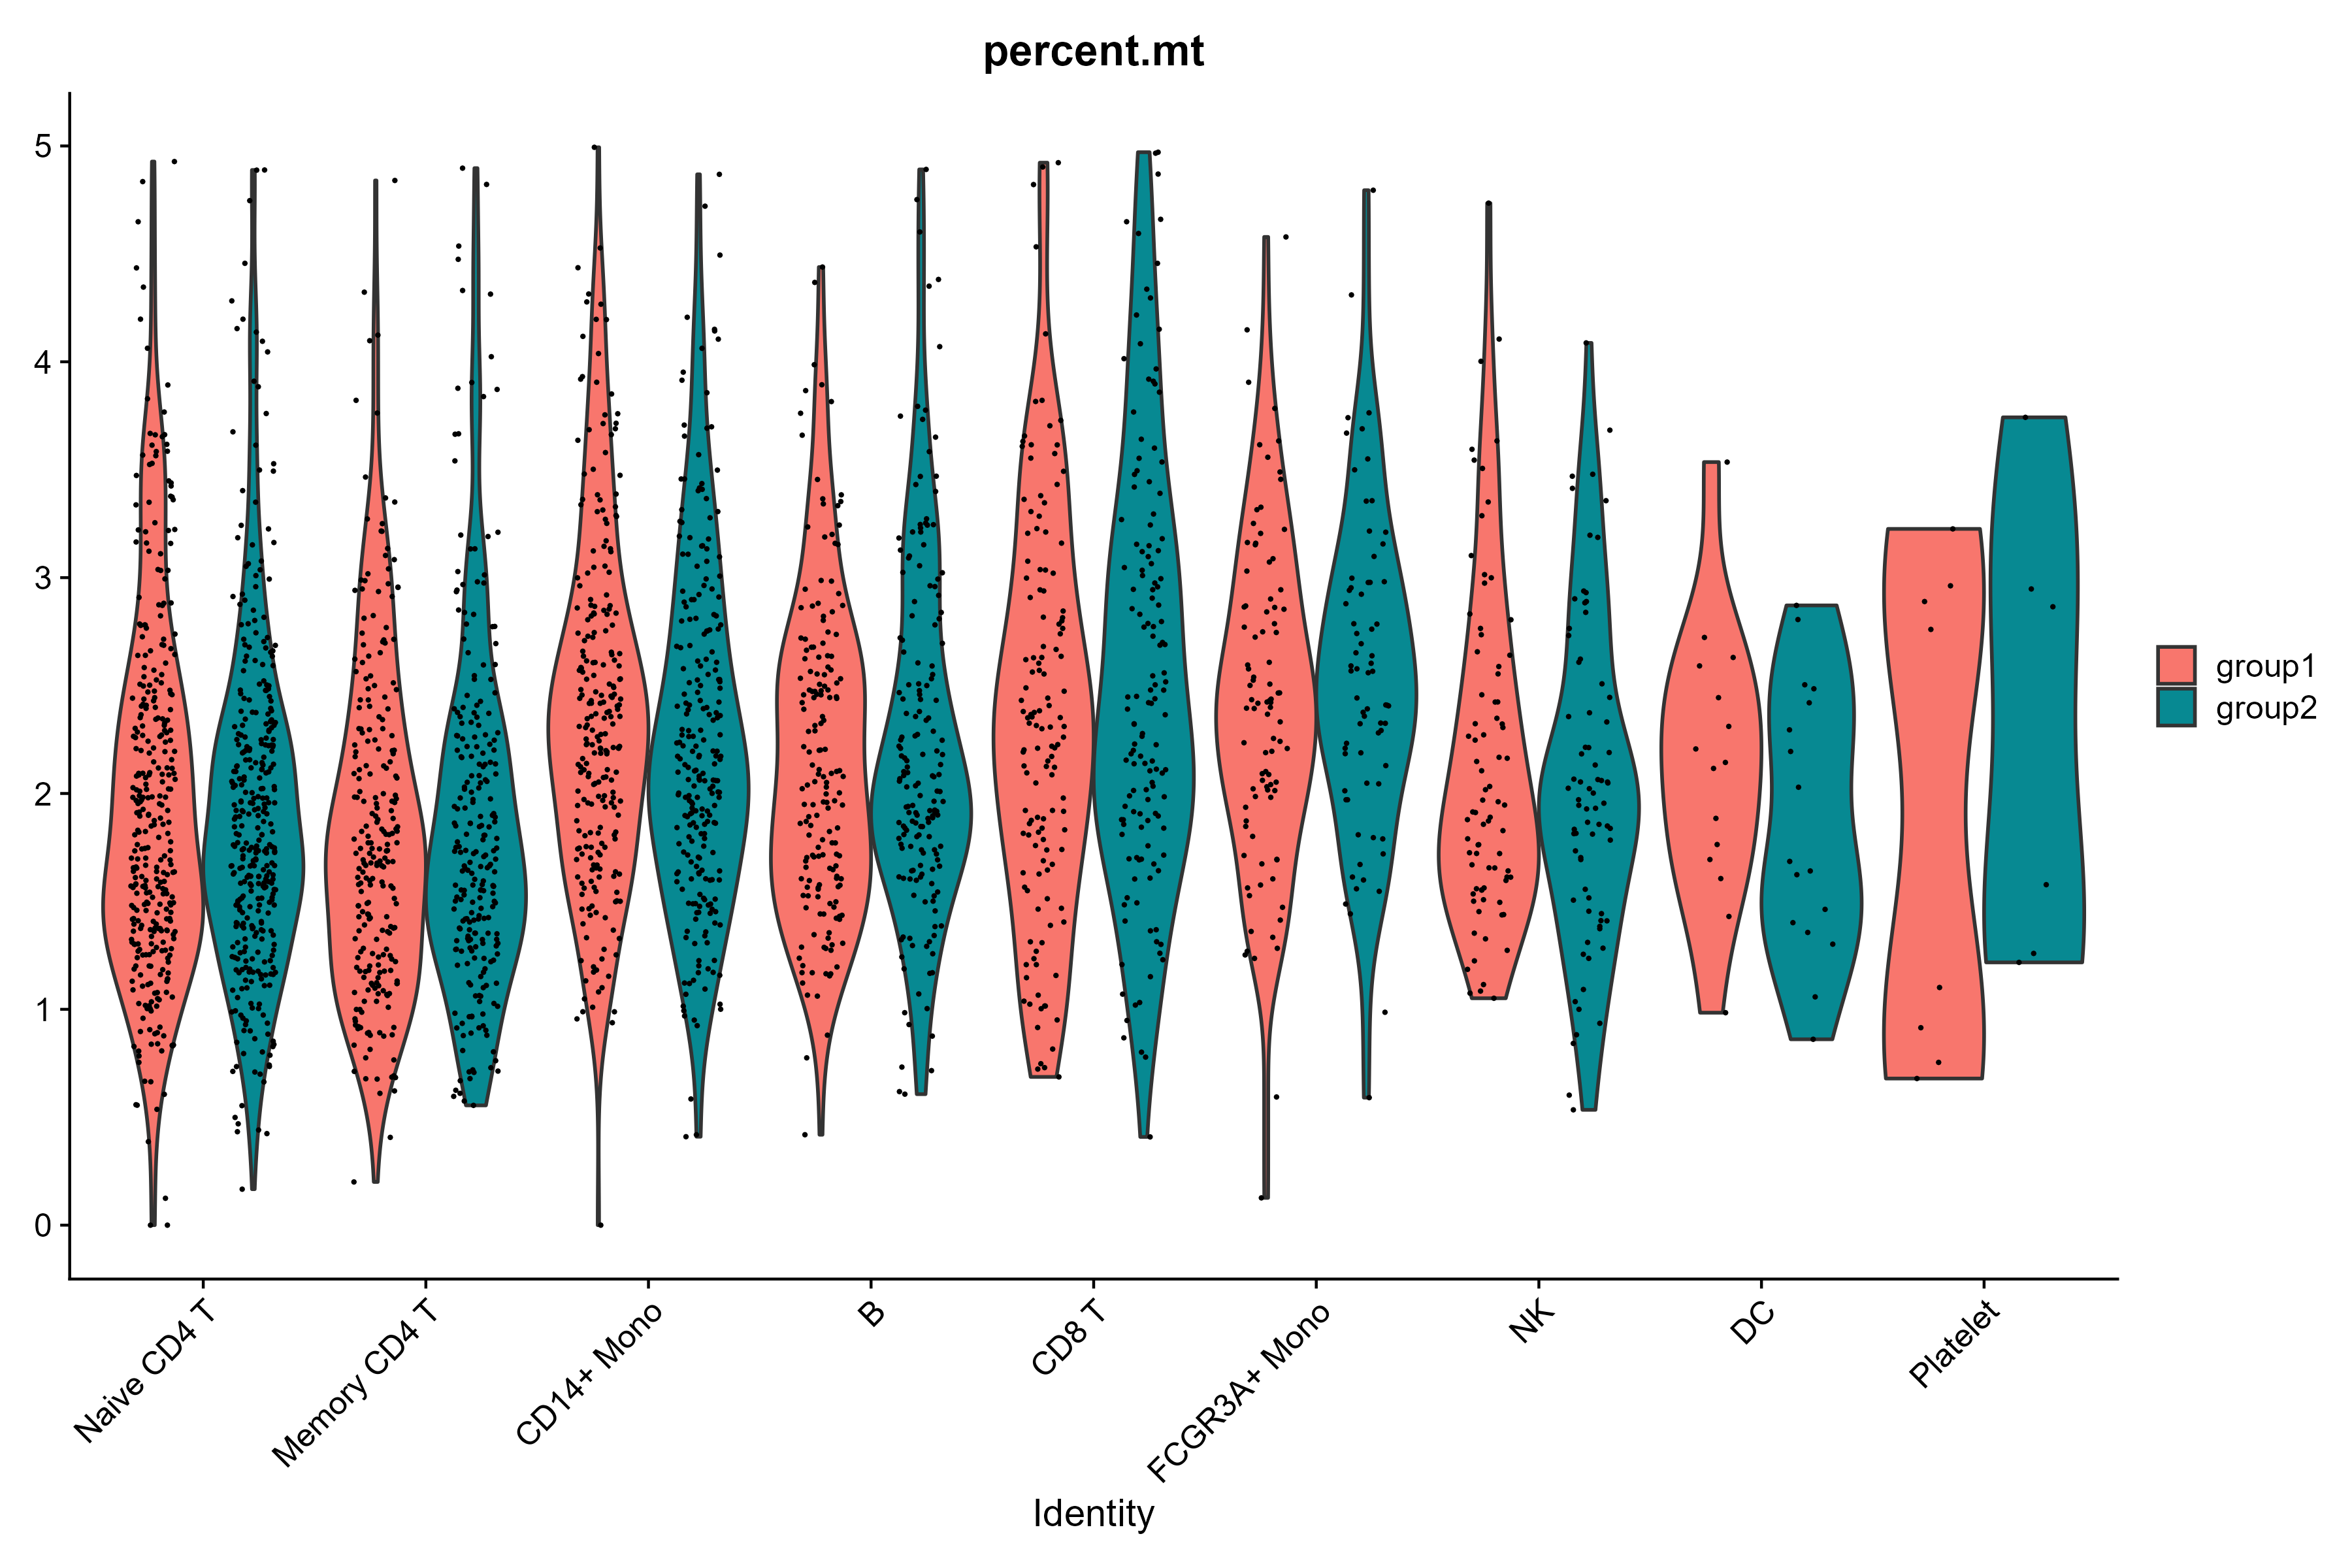 percent.mt
5
4
3
2
1
0
Naive CD4 T
Memory CD4 T
CD14+ Mono
B
CD8 T
FCGR3A+ Mono
NK
DC
Platelet
Identity
group1
group2